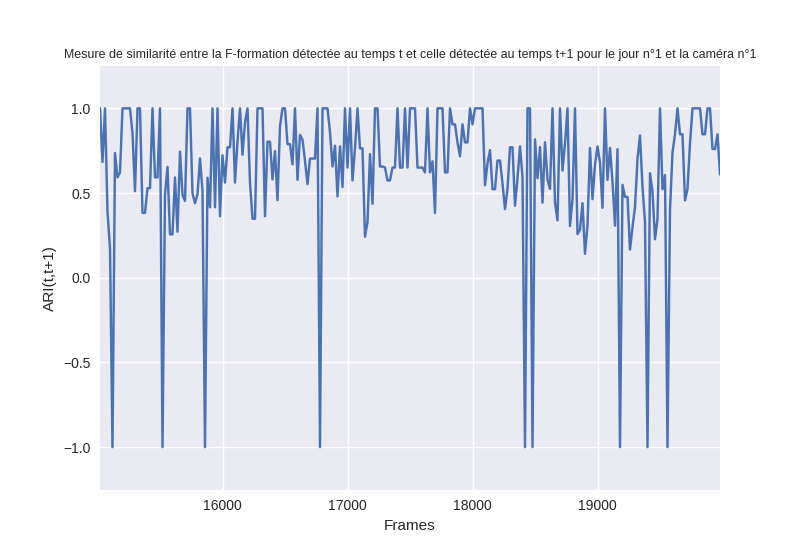 Mesure de similarité entre la F-formation détectée au temps t et celle détectée au temps t+1 pour le jour n°1 et la caméra n°1
1.0
0.5
0.0
−0.5
−1.0
ARI(t,t+1)
16000 17000 18000 19000
Frames